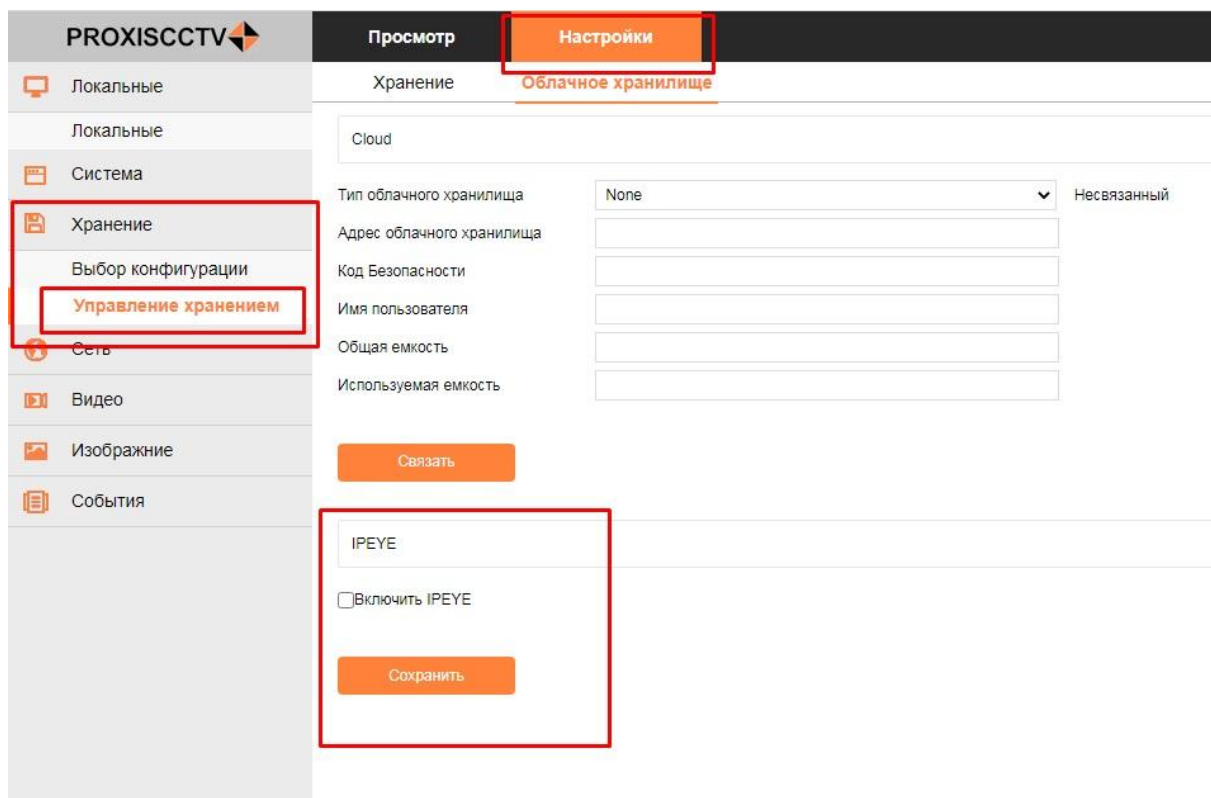 PROXISCCTV
Просмотр
Настройки
Локальные
Локальные
Система
Хранение
Выбор конфигурации
Управление хранением
Сеть
Видео
Изображние
События
Хранение
Облачное хранилище
Cloud
Тип облачного хранилища None Несвязанный
Адрес облачного хранилища
Код Безопасности
Имя пользователя
Общая емкость
Используемая емкость
Связать
IPEYE
Включить IPEYE
Сохранить